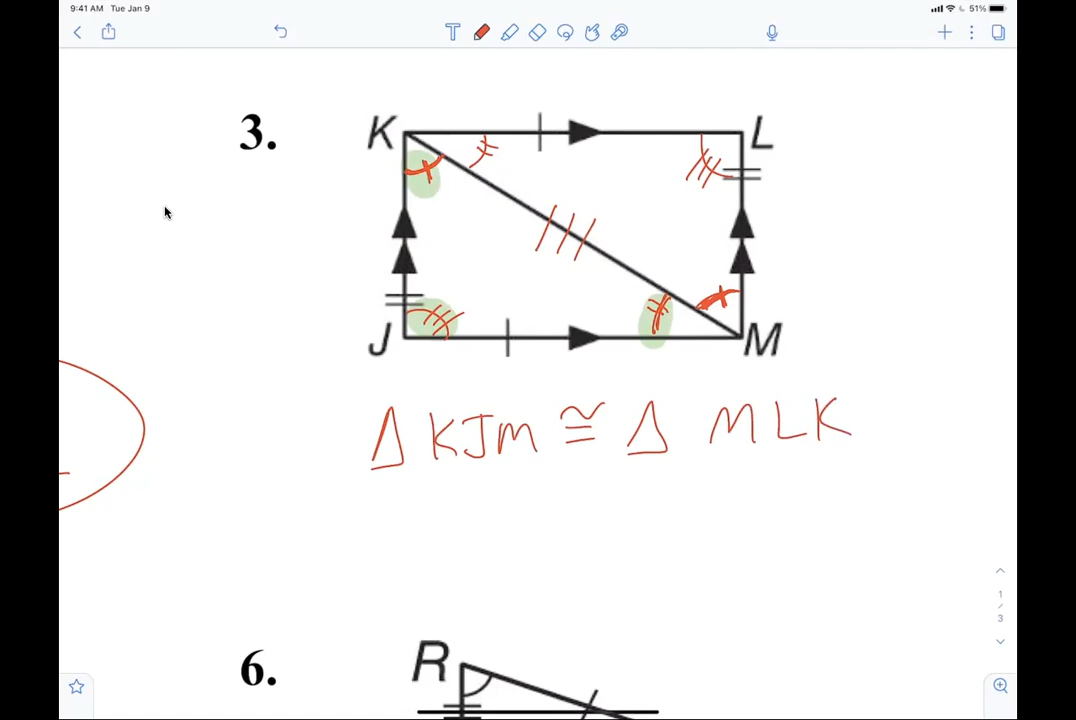 9:41 AM Tue Jan 9
51%
T
3.
K
L
J
M
Δ KJM ≅ Δ MLK
1
/
3
6.
R